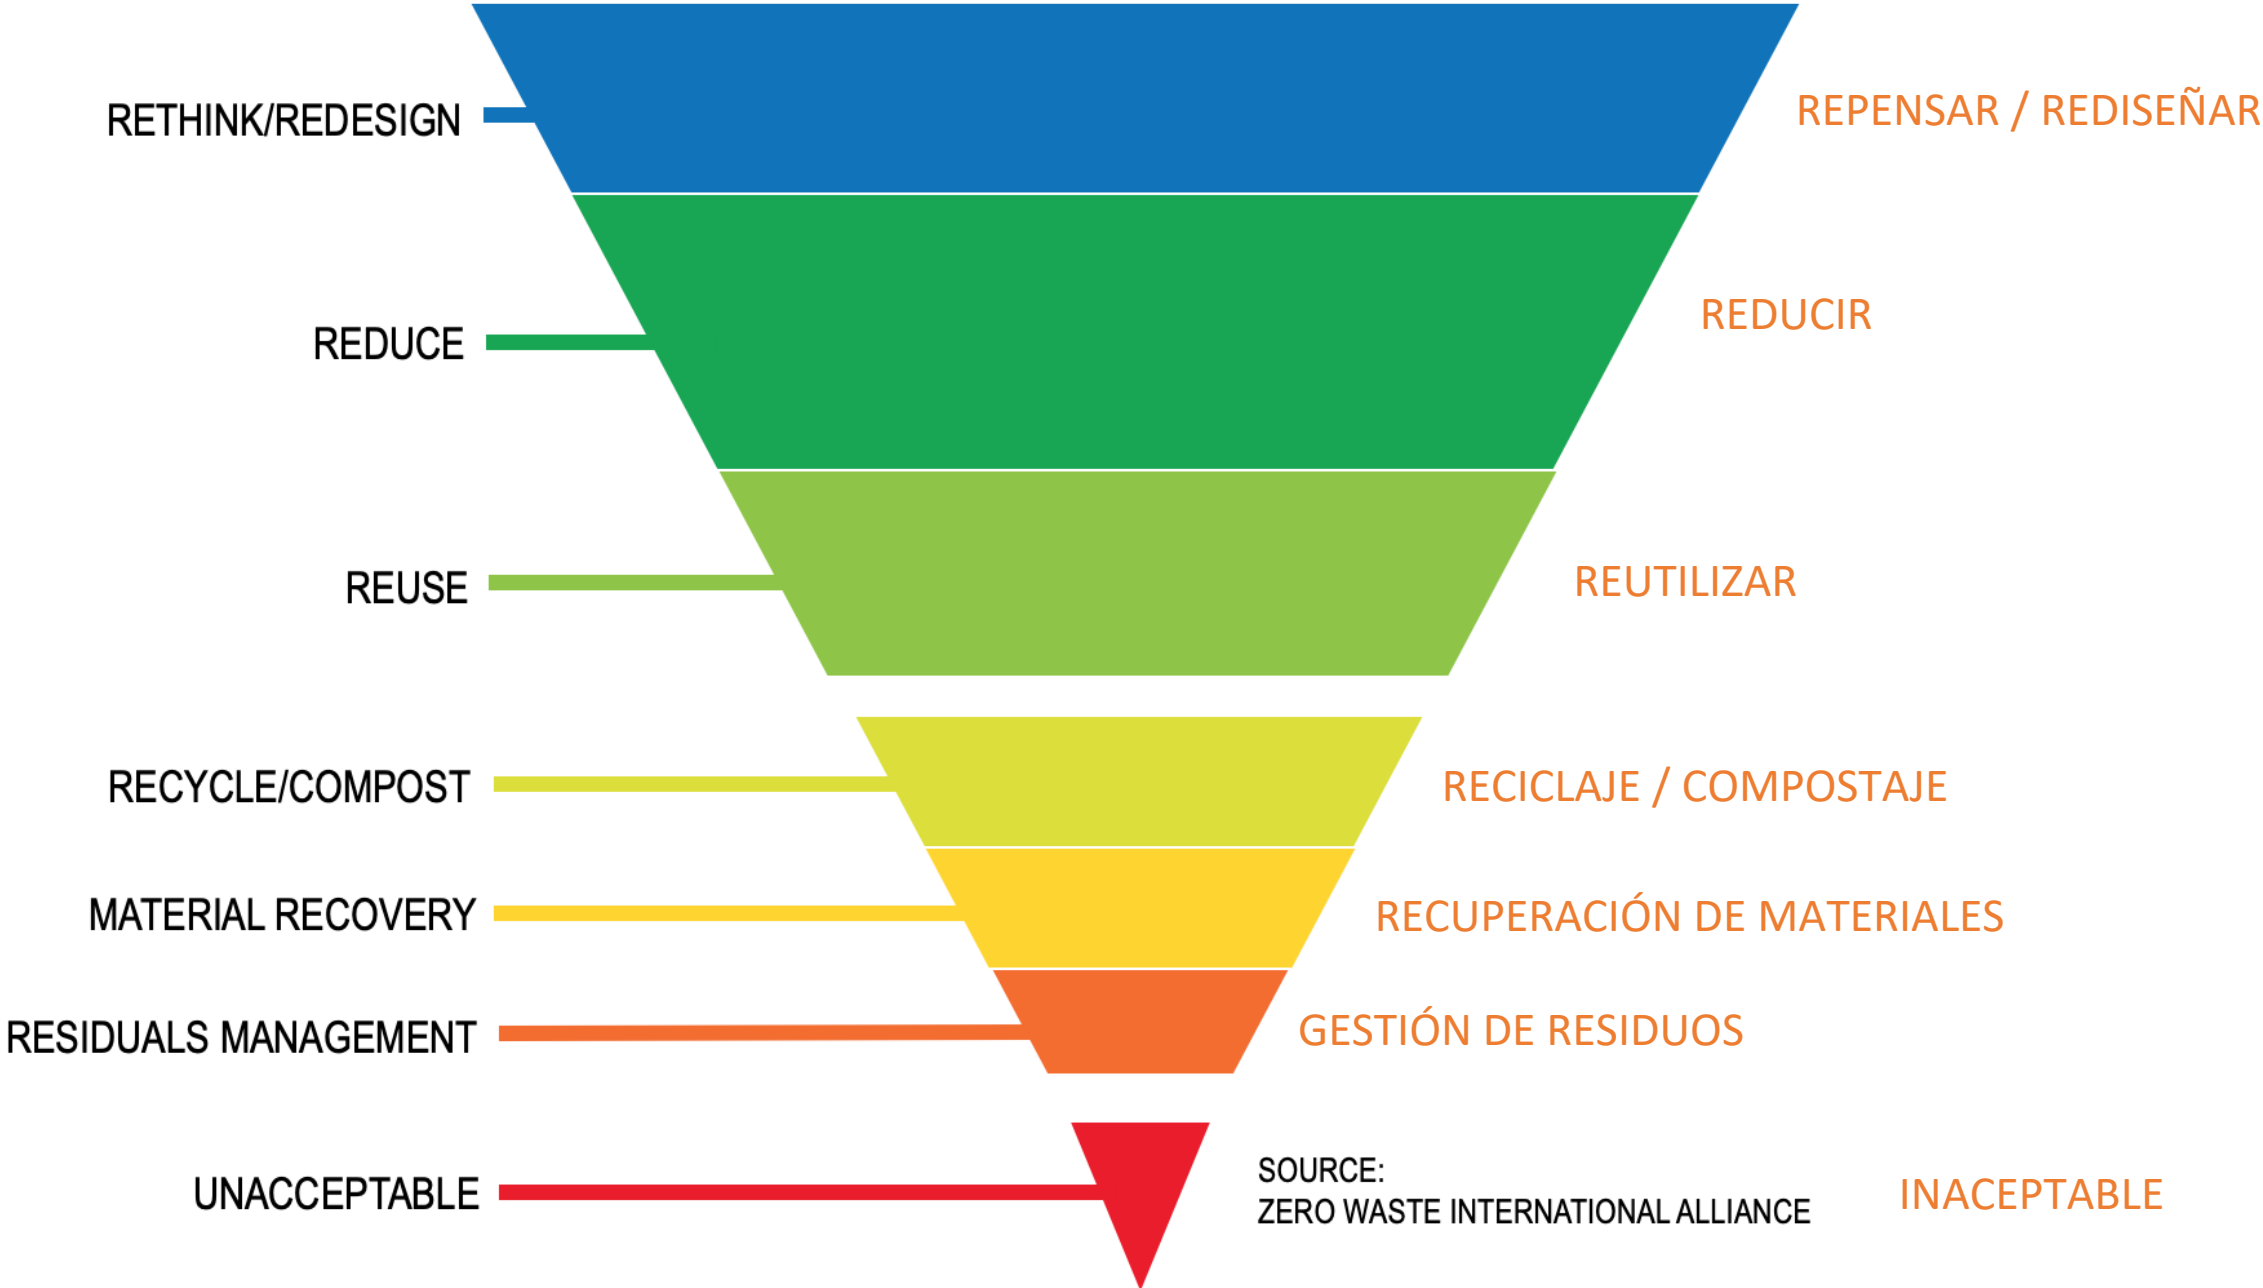 RETHINK/REDESIGN
REPENSAR / REDISEÑAR
REDUCE
REDUCIR
REUSE
REUTILIZAR
RECYCLE/COMPOST
RECICLAJE / COMPOSTAJE
MATERIAL RECOVERY
RECUPERACIÓN DE MATERIALES
RESIDUALS MANAGEMENT
GESTIÓN DE RESIDUOS
UNACCEPTABLE
SOURCE:
ZERO WASTE INTERNATIONAL ALLIANCE
INACEPTABLE